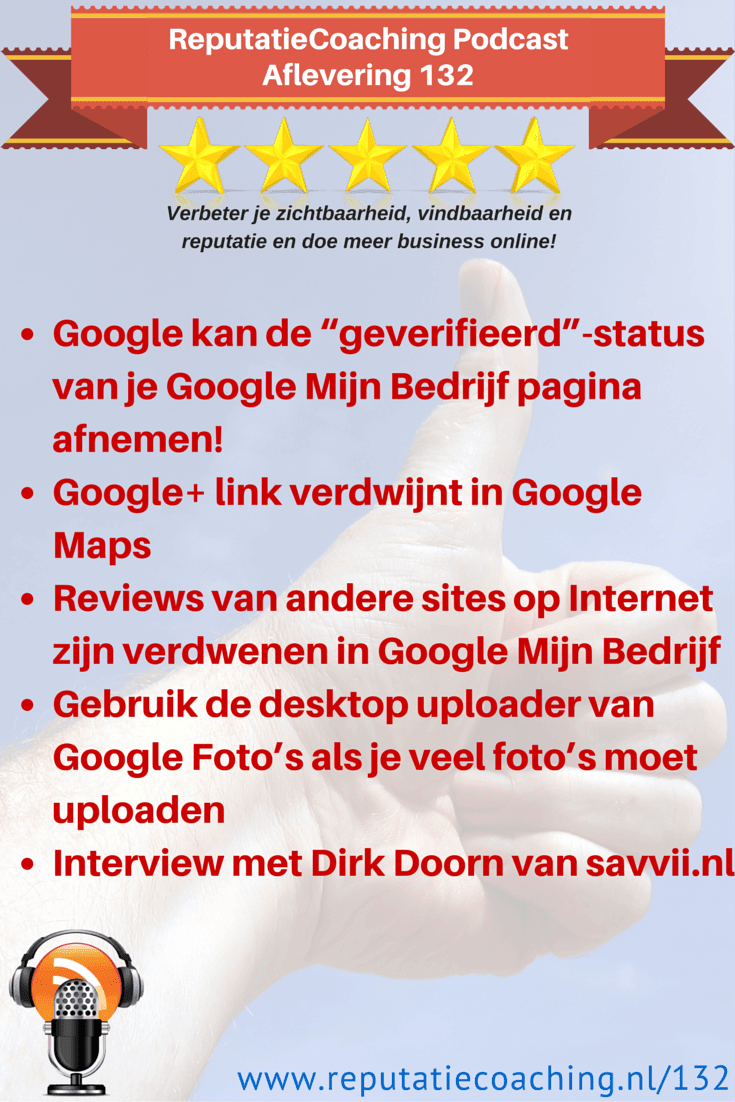 ReputatieCoaching Podcast
Aflevering 132
Verbeter je zichtbaarheid, vindbaarheid en
reputatie en doe meer business online!
• Google kan de “geverifieerd”-status
van je Google Mijn Bedrijf pagina
afnemen!
• Google+ link verdwijnt in Google
Maps
• Reviews van andere sites op Internet
zijn verdwenen in Google Mijn Bedrijf
• Gebruik de desktop uploader van
Google Foto’s als je veel foto’s moet
uploaden
• Interview met Dirk Doorn van savvii.nl
www.reputatiecoaching.nl/132